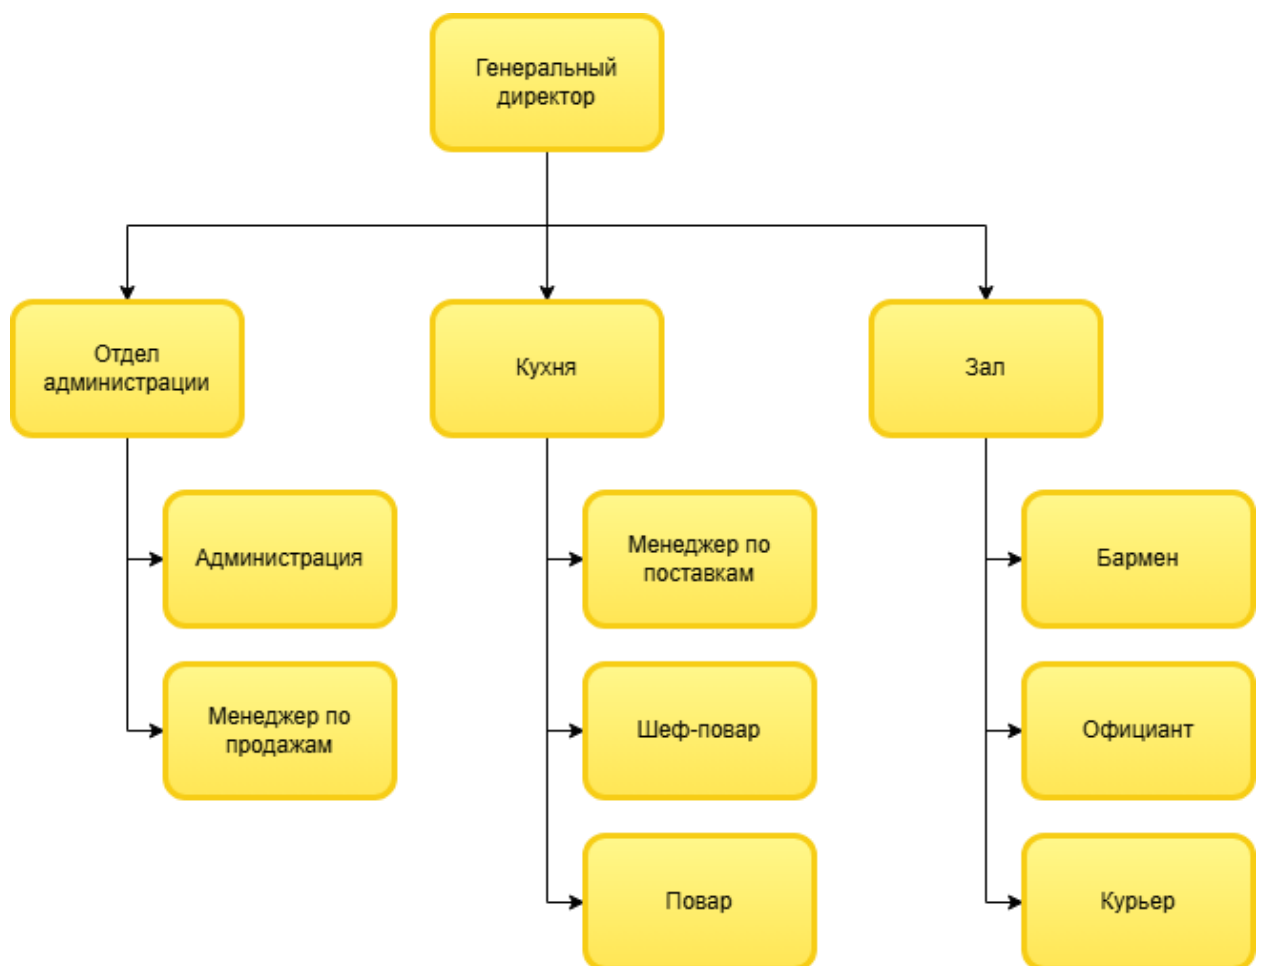 Генеральный
директор
Отдел
администрации
Кухня
Зал
Администрация
Менеджер по
поставкам
Бармен
Менеджер по
продажам
Шеф-повар
Официант
Повар
Курьер